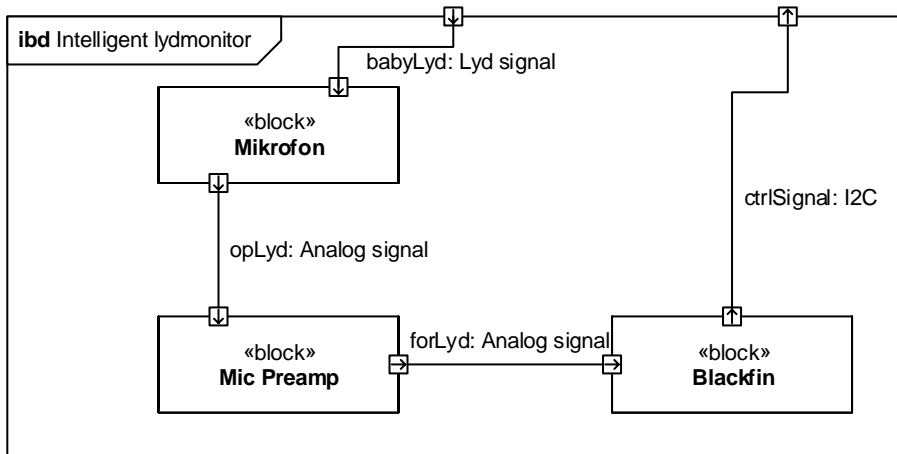 ibd Intelligent lydmonitor
babyLyd: Lyd signal
«block»
Mikrofon
ctrlSignal: I2C
opLyd: Analog signal
«block»
Mic Preamp
forLyd: Analog signal
«block»
Blackfin